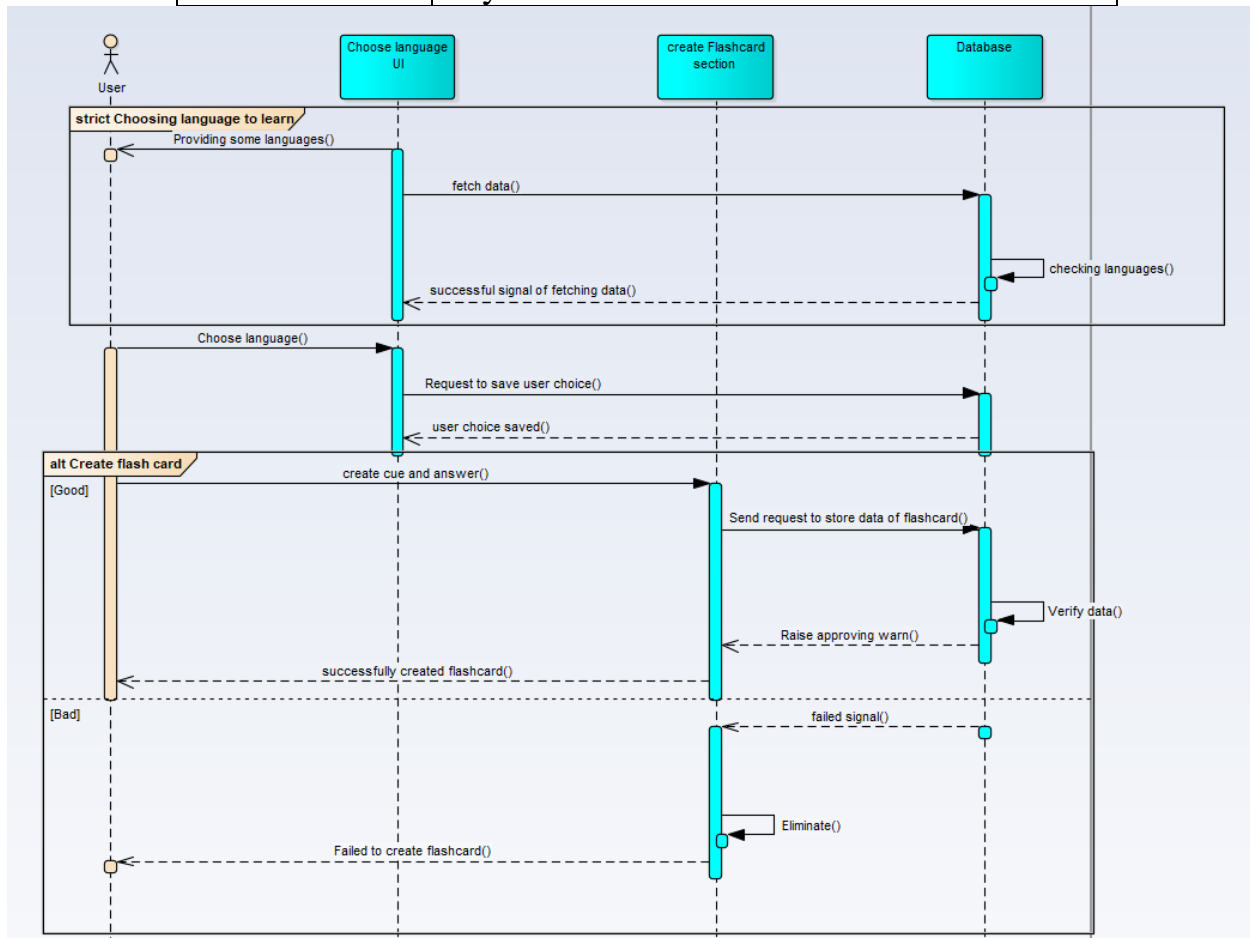 Choose language
UI
create Flashcard
section
Database
User
strict Choosing language to learn
Providing some languages()
fetch data()
checking languages()
successful signal of fetching data()
Choose language()
Request to save user choice()
user choice saved()
alt Create flash card
create cue and answer()
[Good]
Send request to store data of flashcard()
Verify data()
Raise approving warn()
successfully created flashcard()
[Bad]
failed signal()
Eliminate()
Failed to create flashcard()